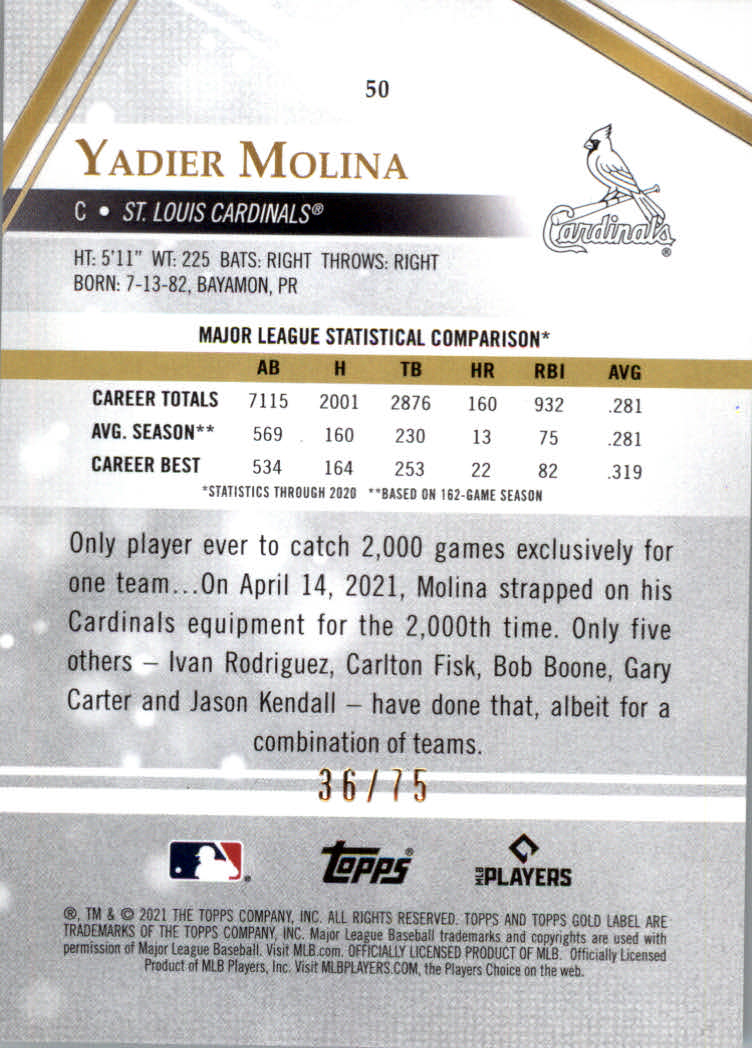 50
YADIER MOLINA
C • ST. LOUIS CARDINALS®
Cardinals®
HT: 5'11" WT: 225 BATS: RIGHT THROWS: RIGHT
BORN: 7-13-82, BAYAMON, PR
MAJOR LEAGUE STATISTICAL COMPARISON*
AB H TB HR RBI AVG
CAREER TOTALS 7115 2001 2876 160 932 .281
AVG. SEASON** 569 160 230 13 75 .281
CAREER BEST 534 164 253 22 82 .319
*STATISTICS THROUGH 2020 **BASED ON 162-GAME SEASON
Only player ever to catch 2,000 games exclusively for
one team...On April 14, 2021, Molina strapped on his
Cardinals equipment for the 2,000th time. Only five
others – Ivan Rodriguez, Carlton Fisk, Bob Boone, Gary
Carter and Jason Kendall – have done that, albeit for a
combination of teams.
36/75
topps® MLB PLAYERS
®, TM & © 2021 THE TOPPS COMPANY, INC. ALL RIGHTS RESERVED. TOPPS AND TOPPS GOLD LABEL ARE
TRADEMARKS OF THE TOPPS COMPANY, INC. Major League Baseball trademarks and copyrights are used with
permission of Major League Baseball. Visit MLB.com. OFFICIALLY LICENSED PRODUCT OF MLB. Officially Licensed
Product of MLB Players, Inc. Visit MLBPLAYERS.COM, the Players Choice on the web.